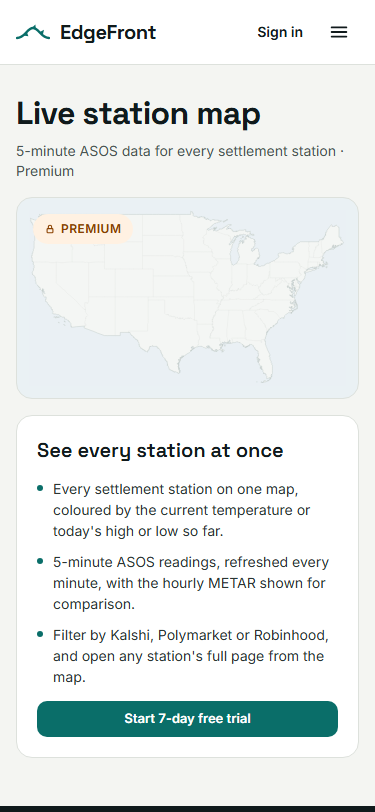 EdgeFront
Sign in
Live station map
5-minute ASOS data for every settlement station ·
Premium
PREMIUM
See every station at once
Every settlement station on one map,
coloured by the current temperature or
today's high or low so far.
5-minute ASOS readings, refreshed every
minute, with the hourly METAR shown for
comparison.
Filter by Kalshi, Polymarket or Robinhood,
and open any station's full page from the
map.
Start 7-day free trial